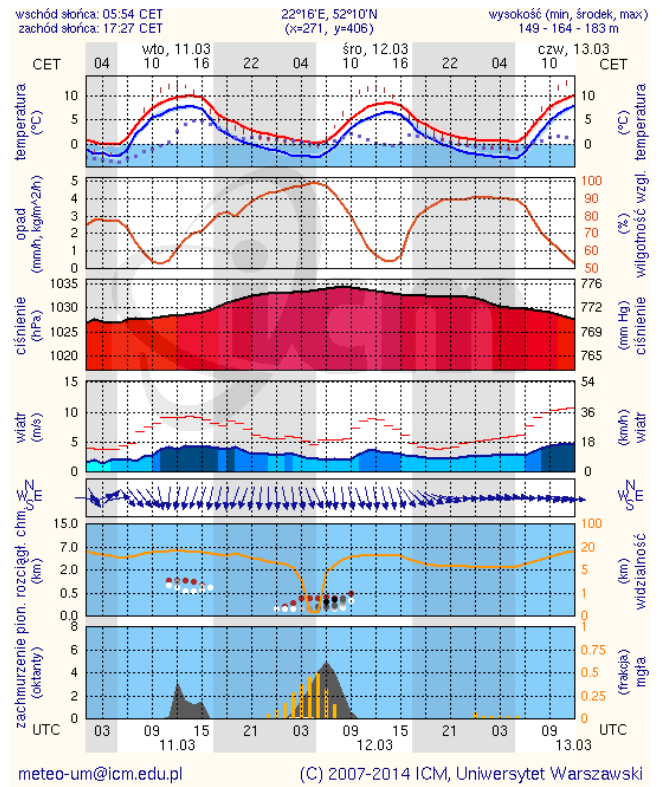 wschód słońca: 05:54 CET 22°16'E, 52°10'N wysokość (min, środek, max)
zachód słońca: 17:27 CET (x=271, y=406) 149 - 164 - 183 m
wto, 11.03 śro, 12.03 czw, 13.03
CET 04 10 16 22 04 10 16 22 04 10 CET
temperatura (°C)
10 5 0
10 5 0
temperatura (°C)
opad (mm/h, kg/m^2/h)
5 4 3 2 1 0
100 90 80 70 60 50
(%) wilgotność wzgl.
ciśnienie (hPa)
1035 1030 1025 1020
776 772 769 765
(mm Hg) ciśnienie
wiatr (m/s)
15 10 5 0
54 36 18 0
(km/h) wiatr
N W E S
N W E S
pion. rozciągł. chm. (km)
15.0 7.0 2.0 0.5 0.0
100 20 5 1 0
(km) widzialność
zachmurzenie (oktanty)
8 6 4 2 0
1 0.75 0.5 0.25 0
(frakcja) mgła
UTC 03 09 15 21 03 09 15 21 03 09 UTC
11.03 12.03 13.03
icm
meteo-um@icm.edu.pl (C) 2007-2014 ICM, Uniwersytet Warszawski